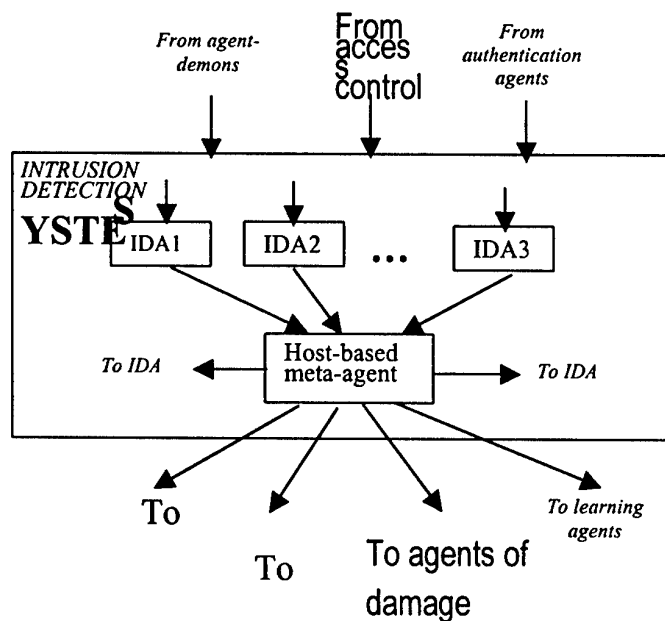 From agent-
demons
From
acces
s
control
From
authentication
agents
INTRUSION
DETECTION
S
YSTE
IDA1
IDA2
...
IDA3
Host-based
meta-agent
To IDA
To IDA
To
To
To agents of
damage
To learning
agents